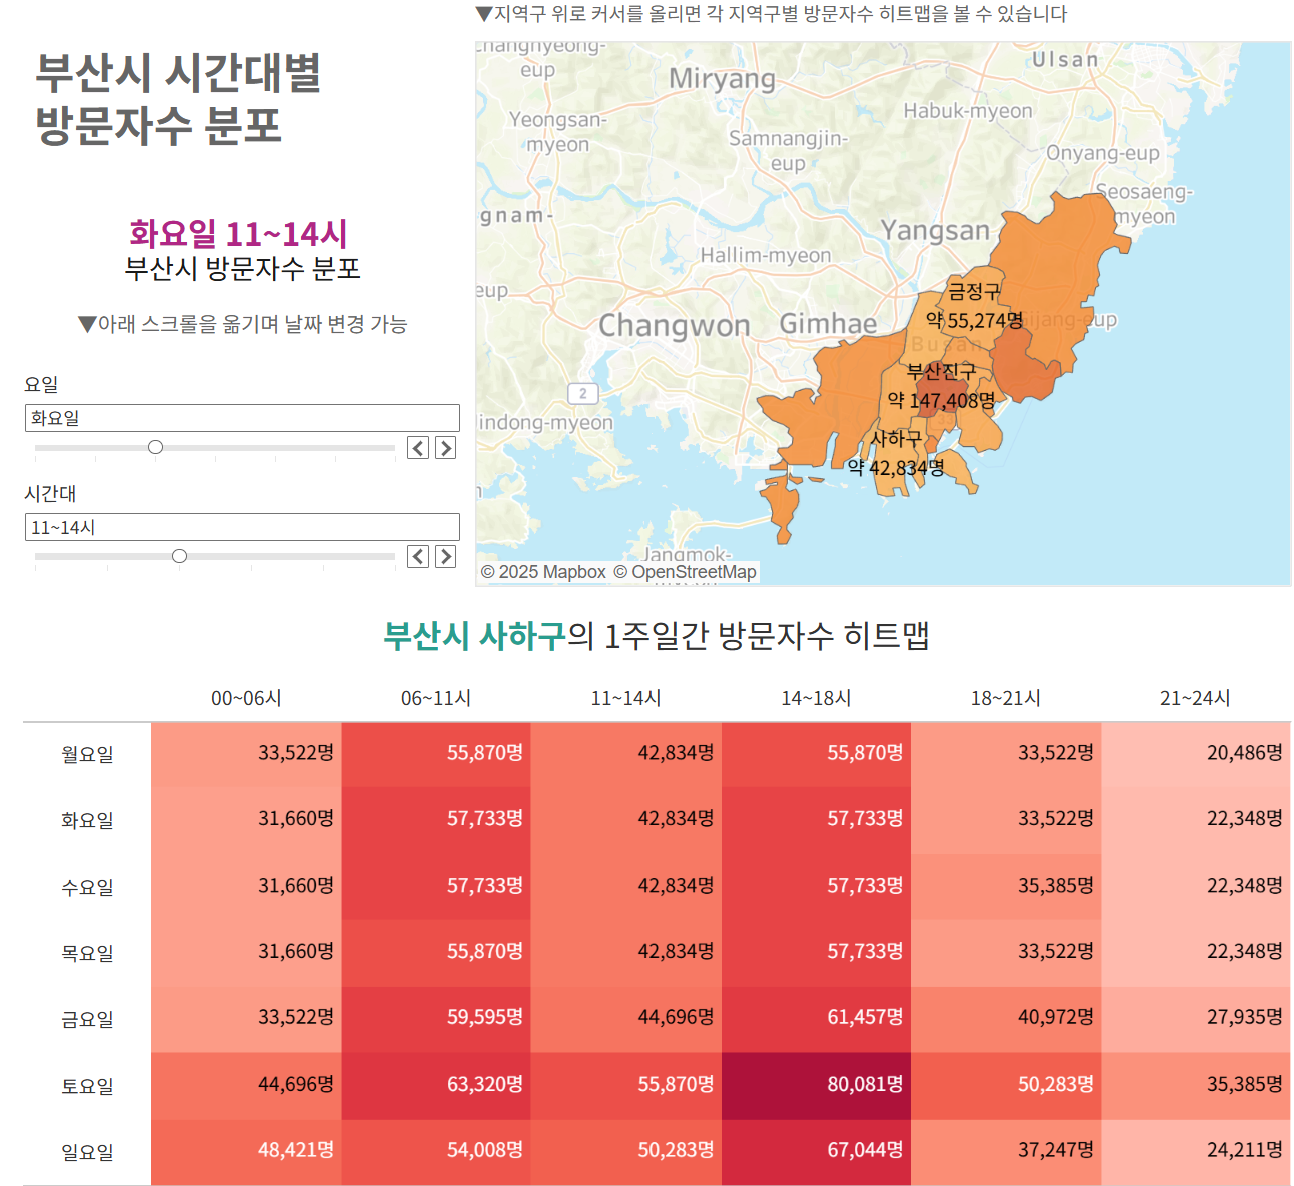 ▼지역구 위로 커서를 올리면 각 지역구별 방문자수 히트맵을 볼 수 있습니다
부산시 시간대별
방문자수 분포
화요일 11~14시
부산시 방문자수 분포
▼아래 스크롤을 옮기며 날짜 변경 가능
요일
화요일
시간대
11~14시
Changnyeong-
eup
Miryang
Ulsan
Yeongsan-
myeon
Habuk-myeon
Samnangjin-
eup
Onyang-eup
Seosaeng-
myeon
gnam-
Yangsan
Hallim-myeon
eup
Changwon
Gimhae
금정구
약 55,274명
Gijang-eup
Busan
부산진구
약 147,408명
2
jindong-myeon
사하구
약 42,834명
Jangmok-
myeon
© 2025 Mapbox © OpenStreetMap
부산시 사하구의 1주일간 방문자수 히트맵
00~06시 06~11시 11~14시 14~18시 18~21시 21~24시
월요일 33,522명 55,870명 42,834명 55,870명 33,522명 20,486명
화요일 31,660명 57,733명 42,834명 57,733명 33,522명 22,348명
수요일 31,660명 57,733명 42,834명 57,733명 35,385명 22,348명
목요일 31,660명 55,870명 42,834명 57,733명 33,522명 22,348명
금요일 33,522명 59,595명 44,696명 61,457명 40,972명 27,935명
토요일 44,696명 63,320명 55,870명 80,081명 50,283명 35,385명
일요일 48,421명 54,008명 50,283명 67,044명 37,247명 24,211명